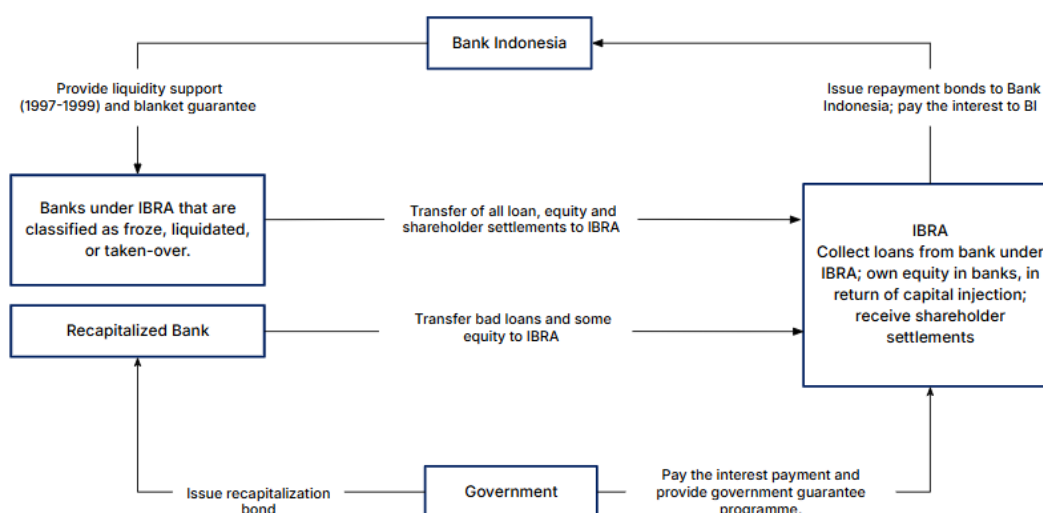 Bank Indonesia
Provide liquidity support
(1997-1999) and blanket guarantee
Issue repayment bonds to Bank
Indonesia; pay the interest to BI
Banks under IBRA that are
classified as froze, liquidated,
or taken-over.
Transfer of all loan, equity and
shareholder settlements to IBRA
IBRA
Collect loans from bank under
IBRA; own equity in banks, in
return of capital injection;
receive shareholder
settlements
Recapitalized Bank
Transfer bad loans and some
equity to IBRA
Issue recapitalization
bond
Government
Pay the interest payment and
provide government guarantee
programme.